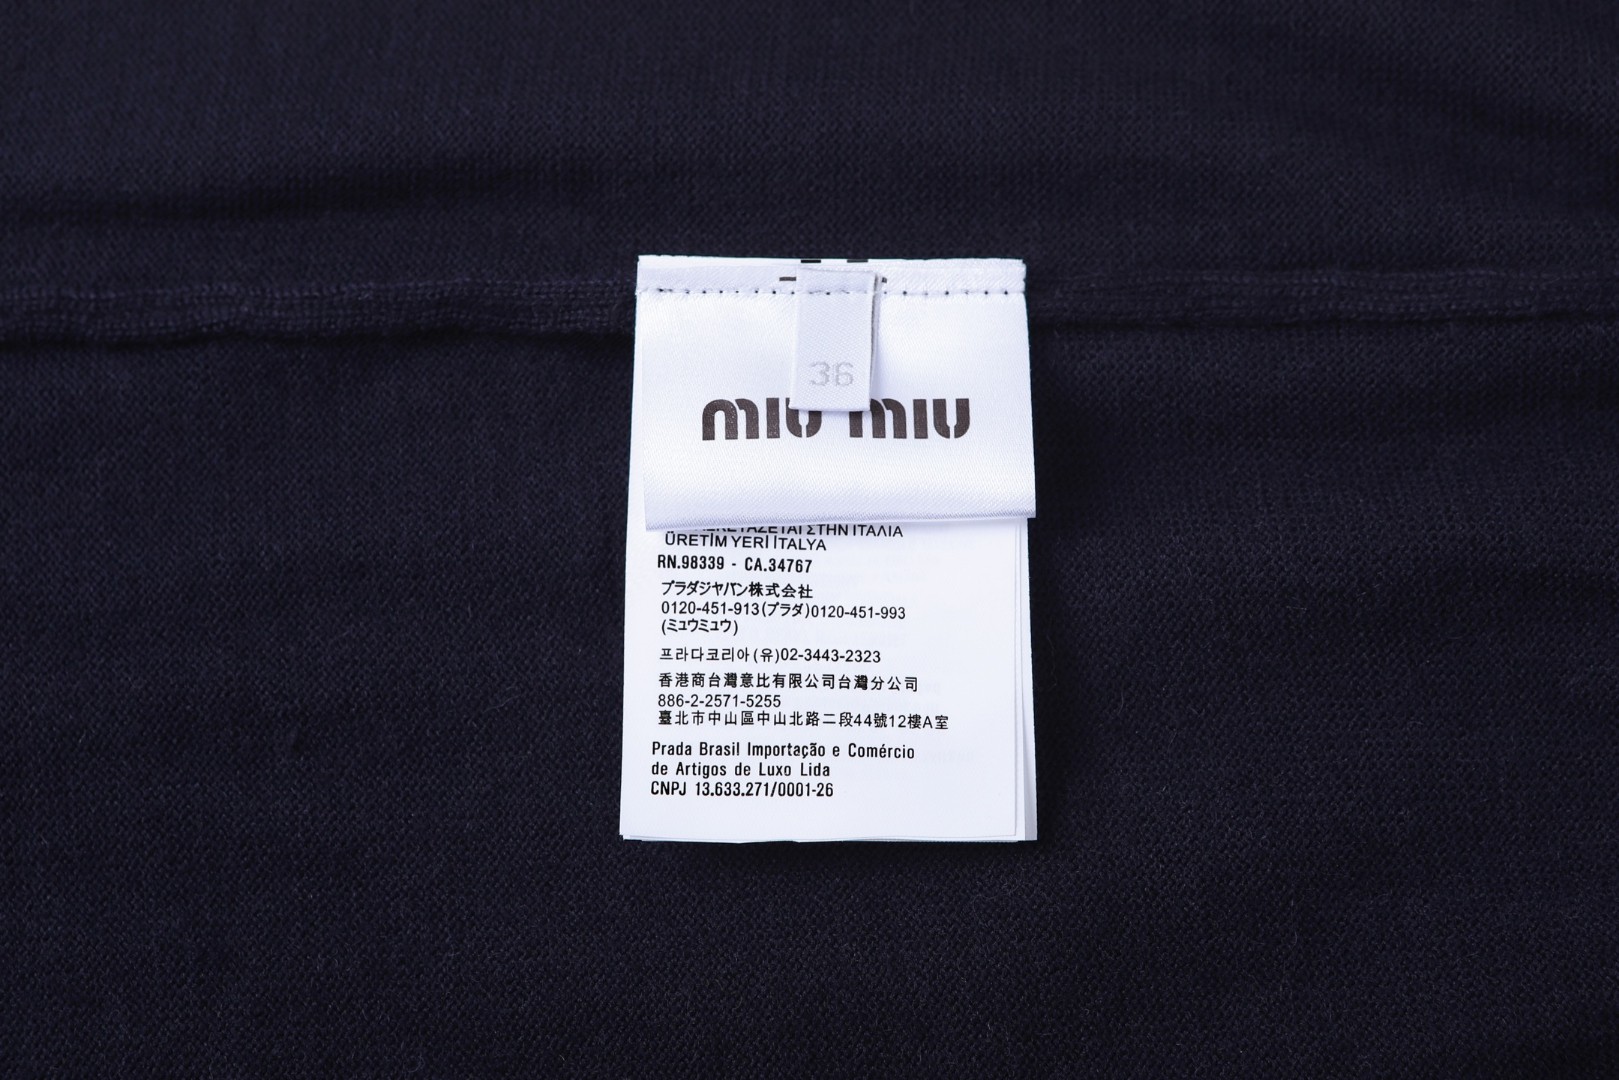 36
miu miu
ΣΤΗΝ ΙΤΑΛΙΑ
ÜRETİM YERİ İTALYA
RN.98339 - CA.34767
プラダジャパン株式会社
0120-451-913(プラダ)0120-451-993
(ミュウミュウ)
프라다코리아(유)02-3443-2323
香港商台灣意比有限公司台灣分公司
886-2-2571-5255
臺北市中山區中山北路二段44號12樓A室
Prada Brasil Importação e Comércio
de Artigos de Luxo Lida
CNPJ 13.633.271/0001-26